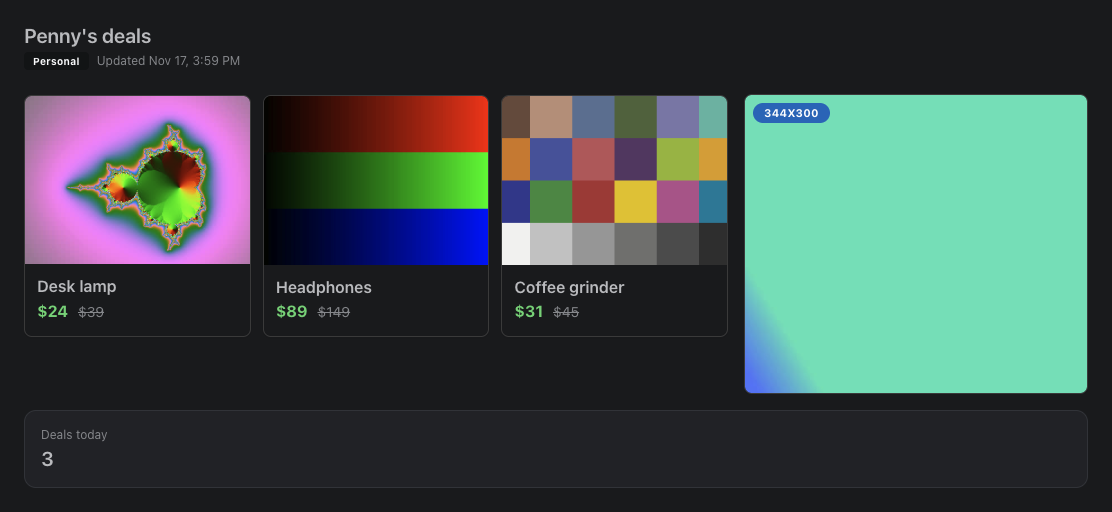 Penny's deals
Personal Updated Nov 17, 3:59 PM
344X300
Desk lamp
$24 $39
Headphones
$89 $149
Coffee grinder
$31 $45
Deals today
3